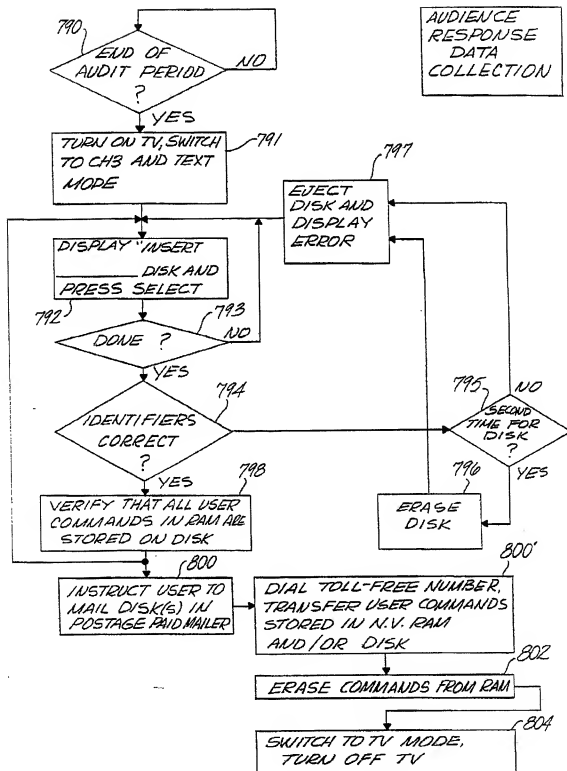 790
END OF
AUDIT PERIOD
?
NO
YES
AUDIENCE
RESPONSE
DATA
COLLECTION
TURN ON TV, SWITCH
TO CH3 AND TEXT
MODE
791
797
EJECT
DISK AND
DISPLAY
ERROR
DISPLAY "INSERT
______ DISK AND
PRESS SELECT
792
793
DONE ?
NO
YES
794
IDENTIFIERS
CORRECT
?
YES
795
NO
SECOND
TIME FOR
DISK
?
YES
796
ERASE
DISK
798
VERIFY THAT ALL USER
COMMANDS IN RAM ARE
STORED ON DISK
800
INSTRUCT USER TO
MAIL DISK(S) IN
POSTAGE PAID MAILER
800'
DIAL TOLL-FREE NUMBER,
TRANSFER USER COMMANDS
STORED IN N.V. RAM
AND/OR DISK
802
ERASE COMMANDS FROM RAM
804
SWITCH TO TV MODE,
TURN OFF TV